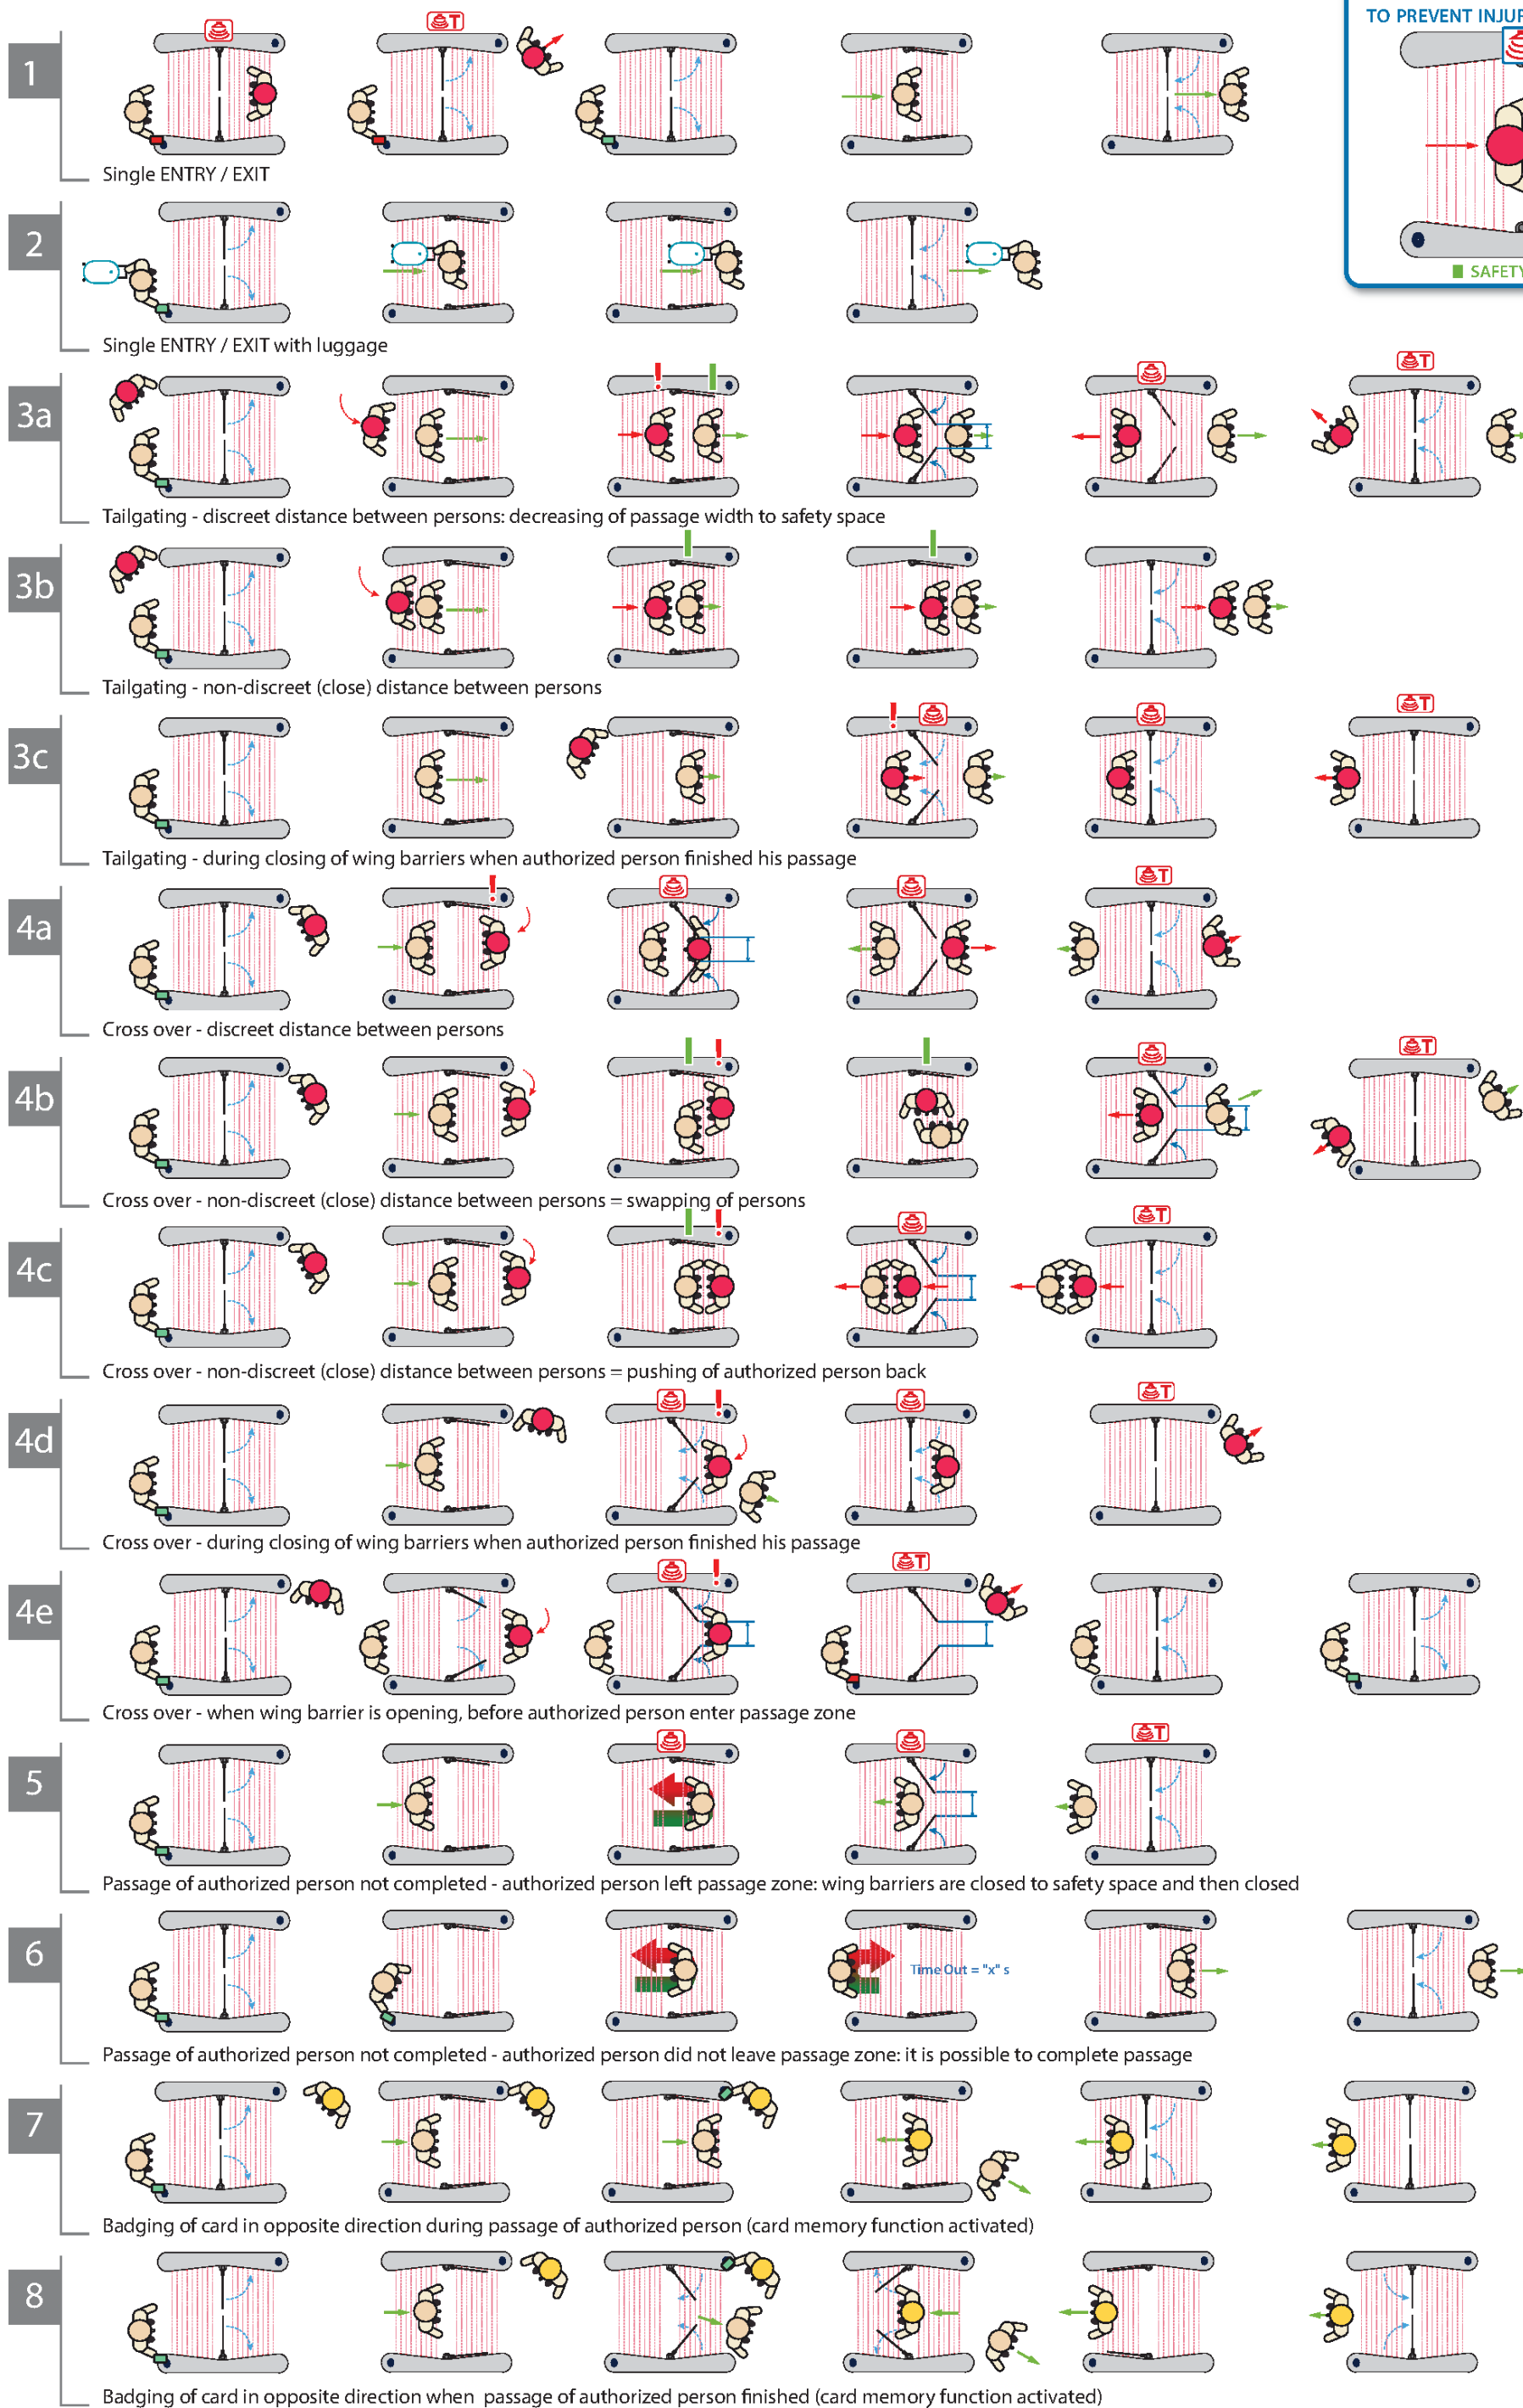 TO PREVENT INJUR
SAFETY
1
T
Single ENTRY / EXIT
2
Single ENTRY / EXIT with luggage
3a
!
T
Tailgating - discreet distance between persons: decreasing of passage width to safety space
3b
Tailgating - non-discreet (close) distance between persons
3c
!
T
Tailgating - during closing of wing barriers when authorized person finished his passage
4a
!
T
Cross over - discreet distance between persons
4b
!
T
Cross over - non-discreet (close) distance between persons = swapping of persons
4c
!
T
Cross over - non-discreet (close) distance between persons = pushing of authorized person back
4d
!
T
Cross over - during closing of wing barriers when authorized person finished his passage
4e
!
T
Cross over - when wing barrier is opening, before authorized person enter passage zone
5
T
Passage of authorized person not completed - authorized person left passage zone: wing barriers are closed to safety space and then closed
6
Time Out = "x" s
Passage of authorized person not completed - authorized person did not leave passage zone: it is possible to complete passage
7
Badging of card in opposite direction during passage of authorized person (card memory function activated)
8
Badging of card in opposite direction when passage of authorized person finished (card memory function activated)